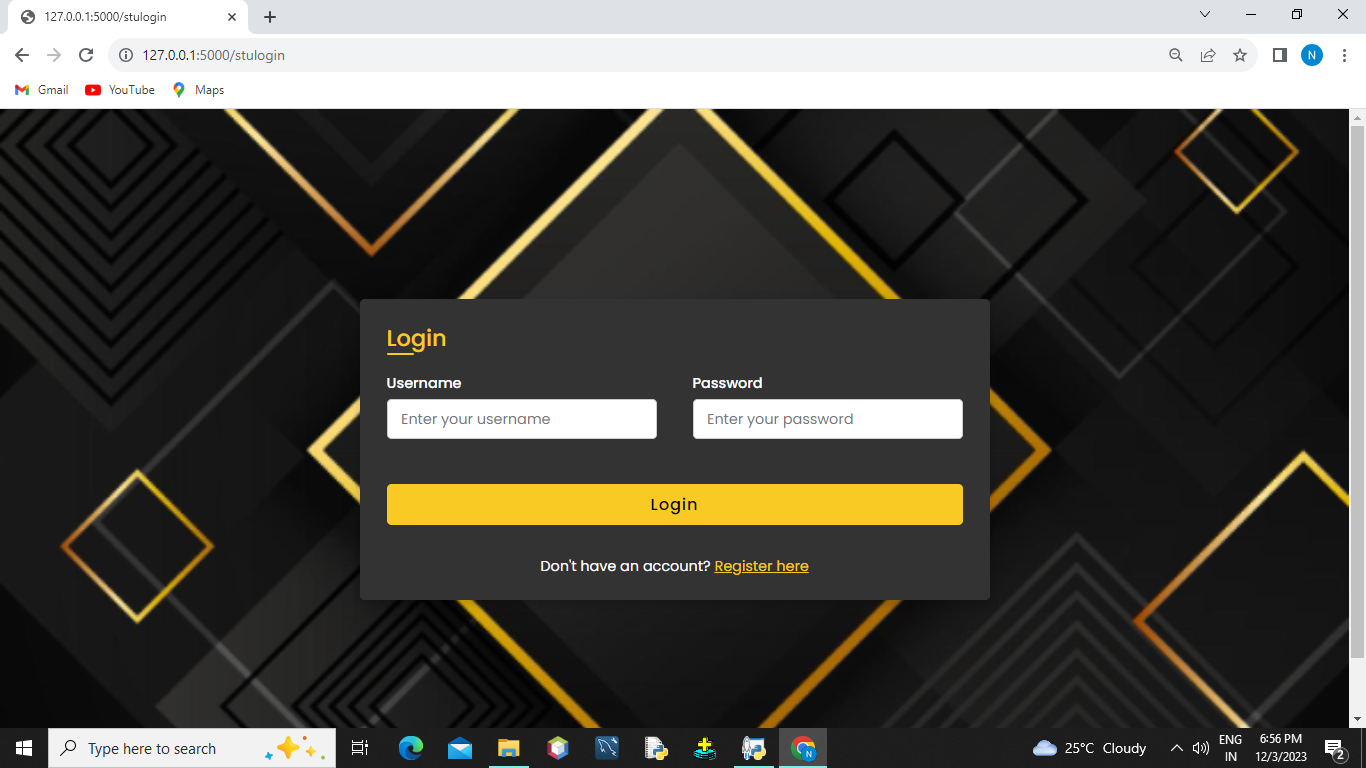 127.0.0.1:5000/stulogin
127.0.0.1:5000/stulogin
N
Gmail YouTube Maps
Login
Username Password
Enter your username Enter your password
Login
Don't have an account? Register here
Type here to search
N
25°C Cloudy
ENG
IN
6:56 PM
12/3/2023
2